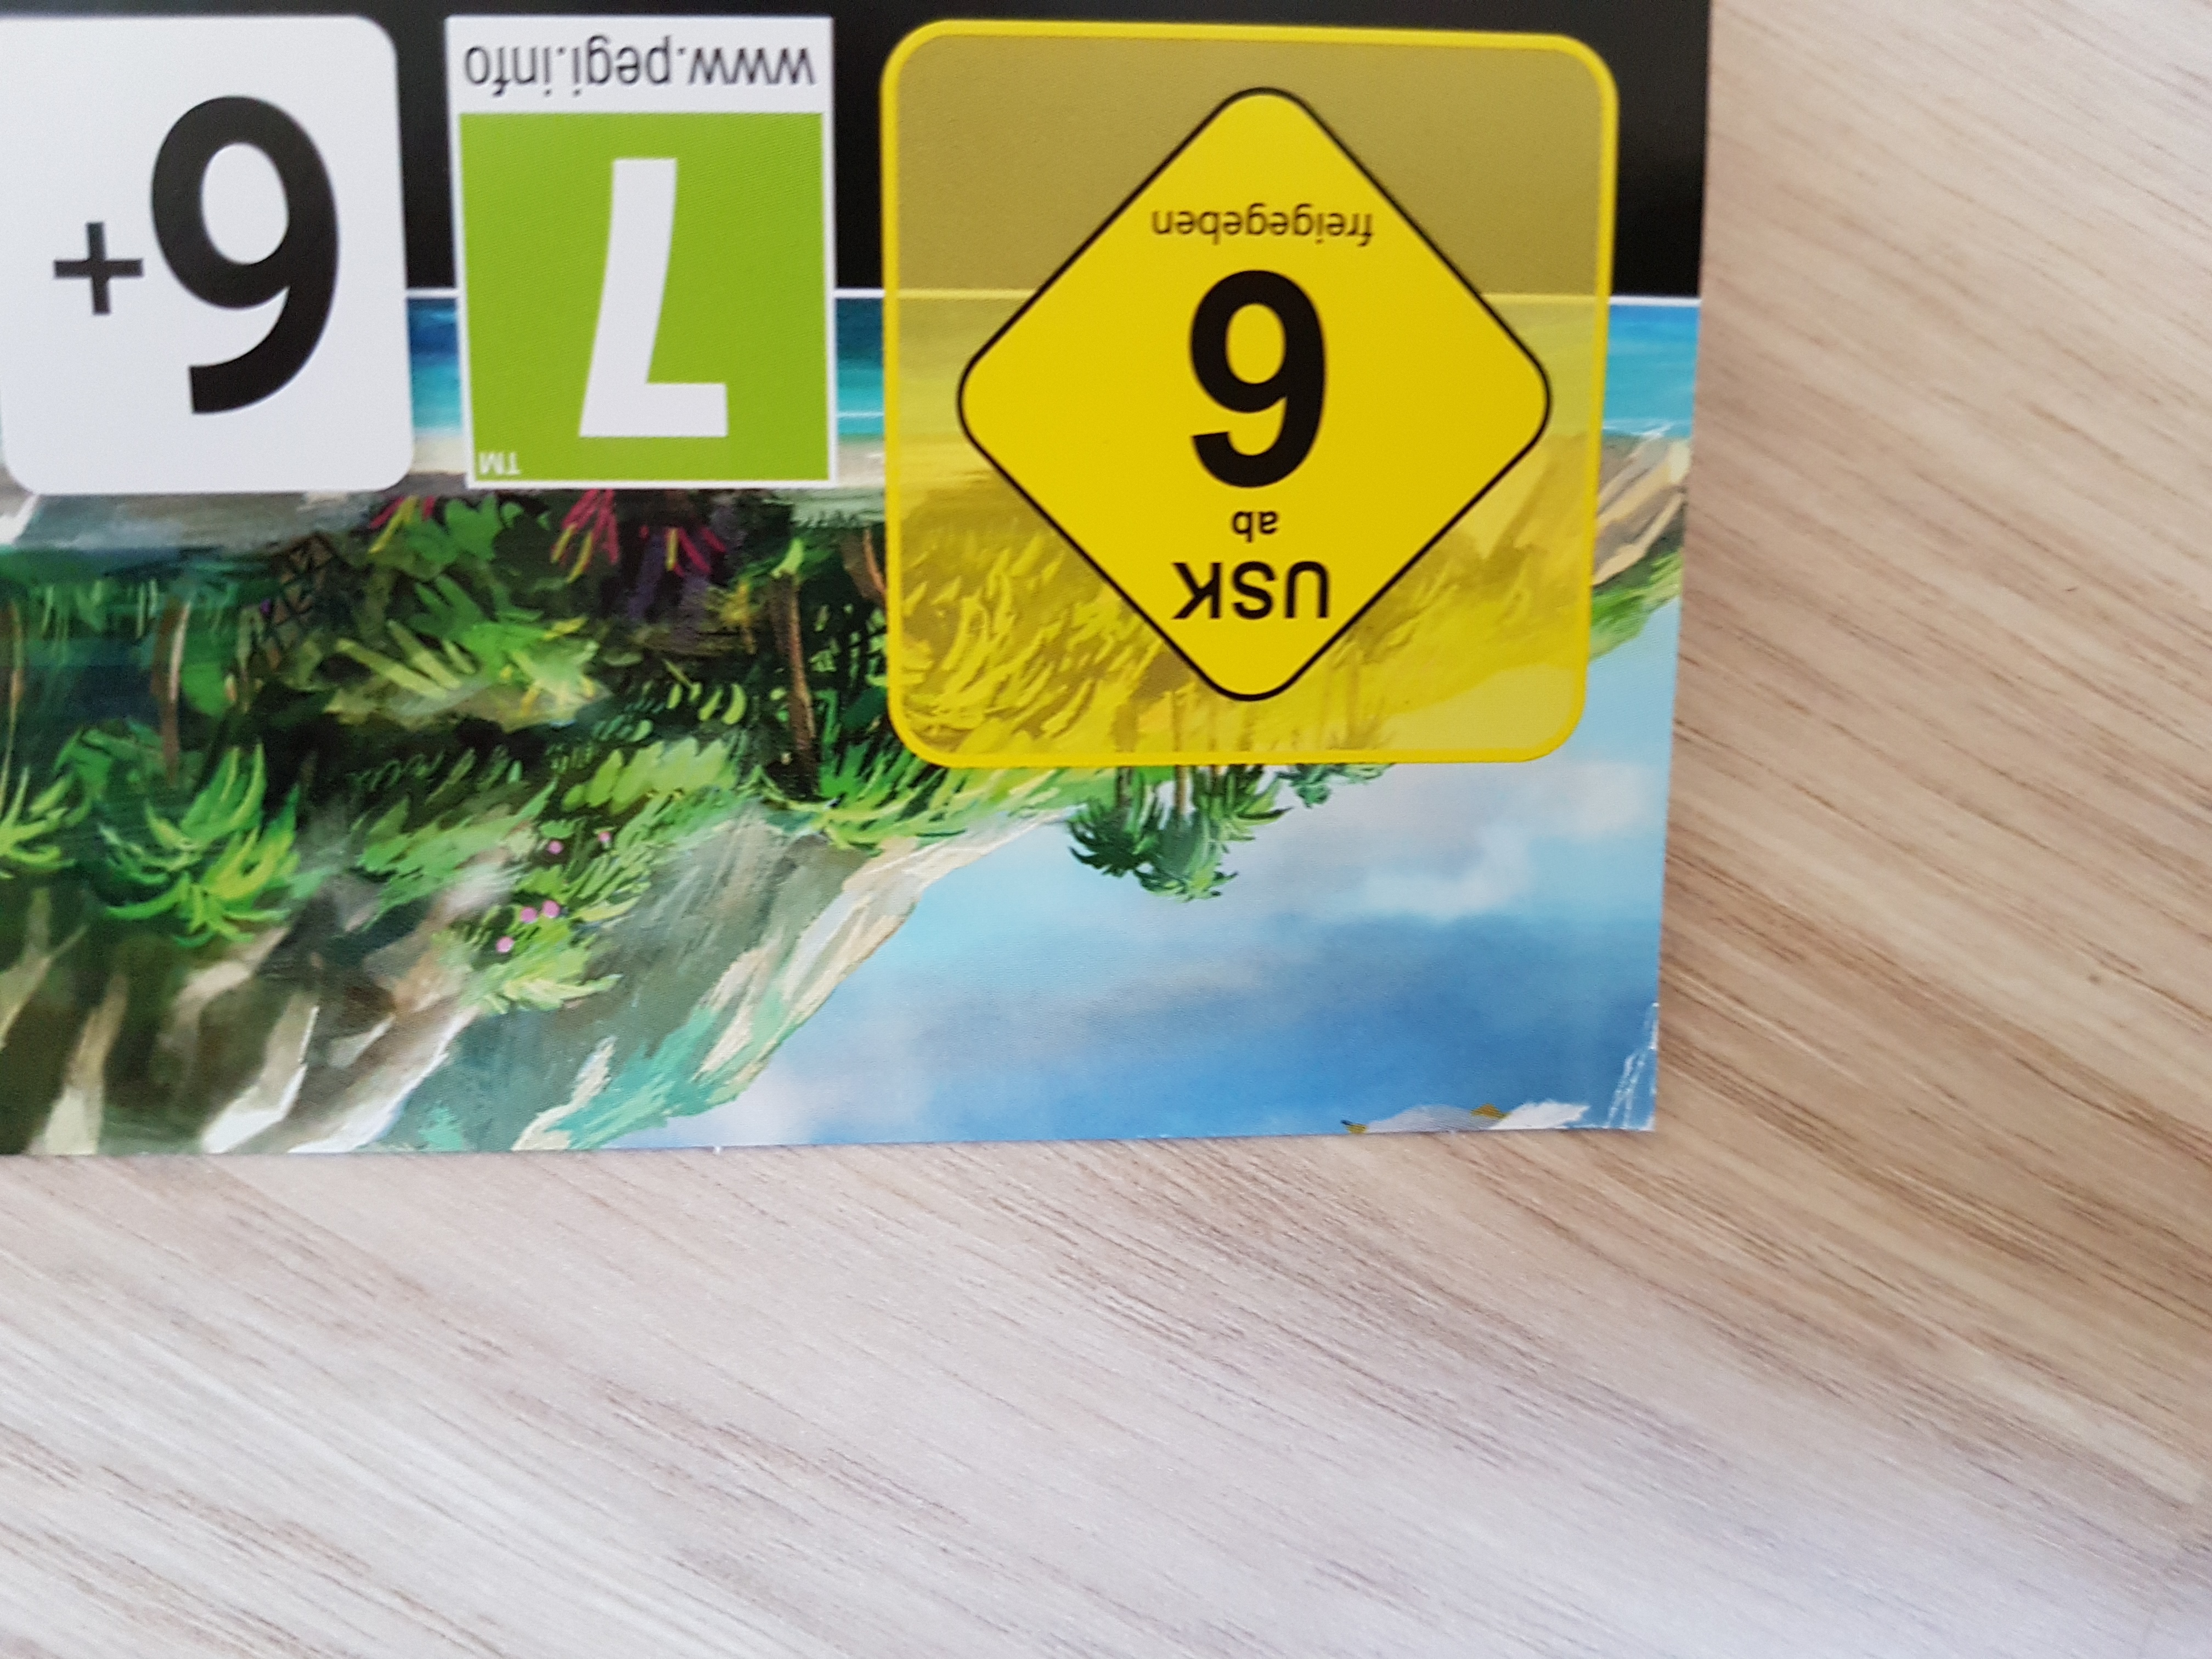 USK
ab
6
freigegeben
TM
7
www.pegi.info
6+